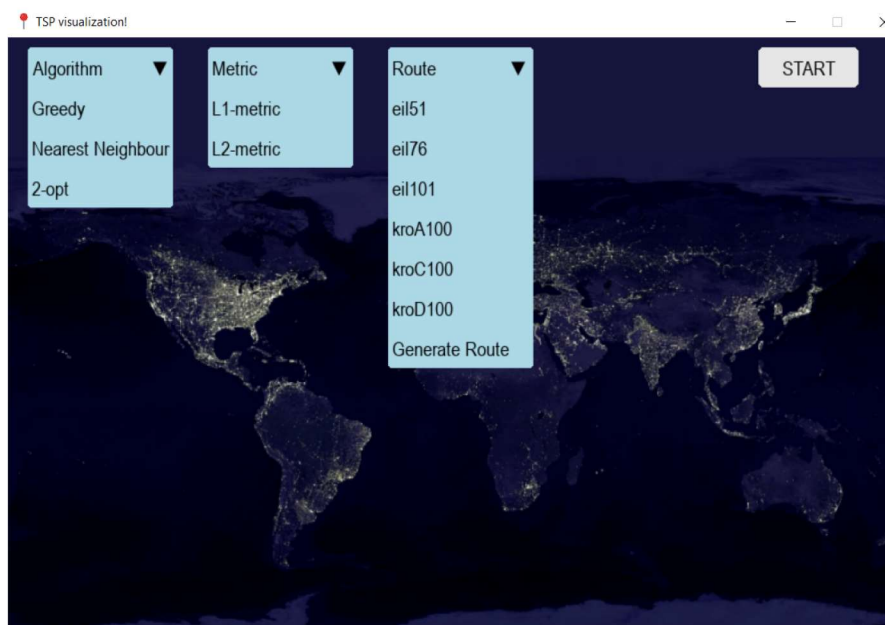 TSP visualization!
Algorithm ▼
Greedy
Nearest Neighbour
2-opt
Metric ▼
L1-metric
L2-metric
Route ▼
eil51
eil76
eil101
kroA100
kroC100
kroD100
Generate Route
START